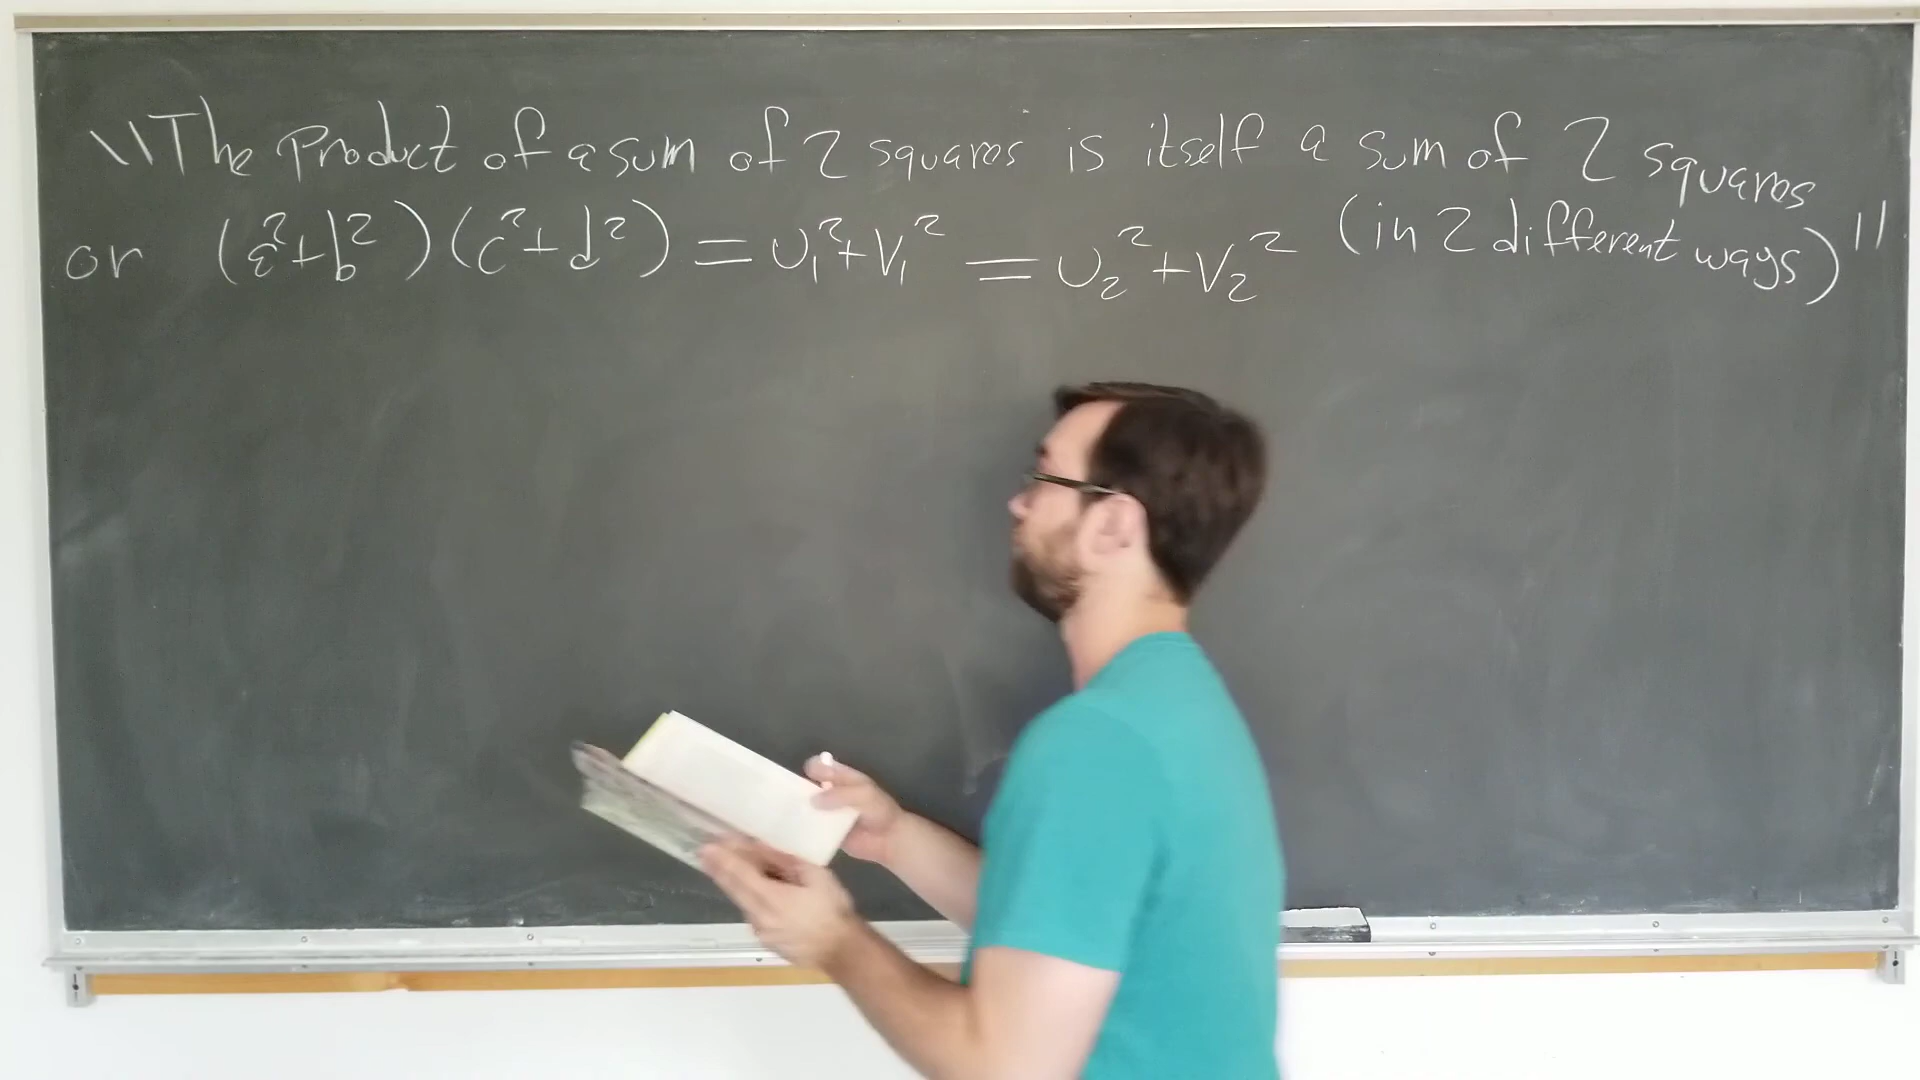 "The Product of a sum of 2 squares is itself a sum of 2 squares
or (a²+b²)(c²+d²) = U₁²+V₁² = U₂²+V₂² (in 2 different ways)"